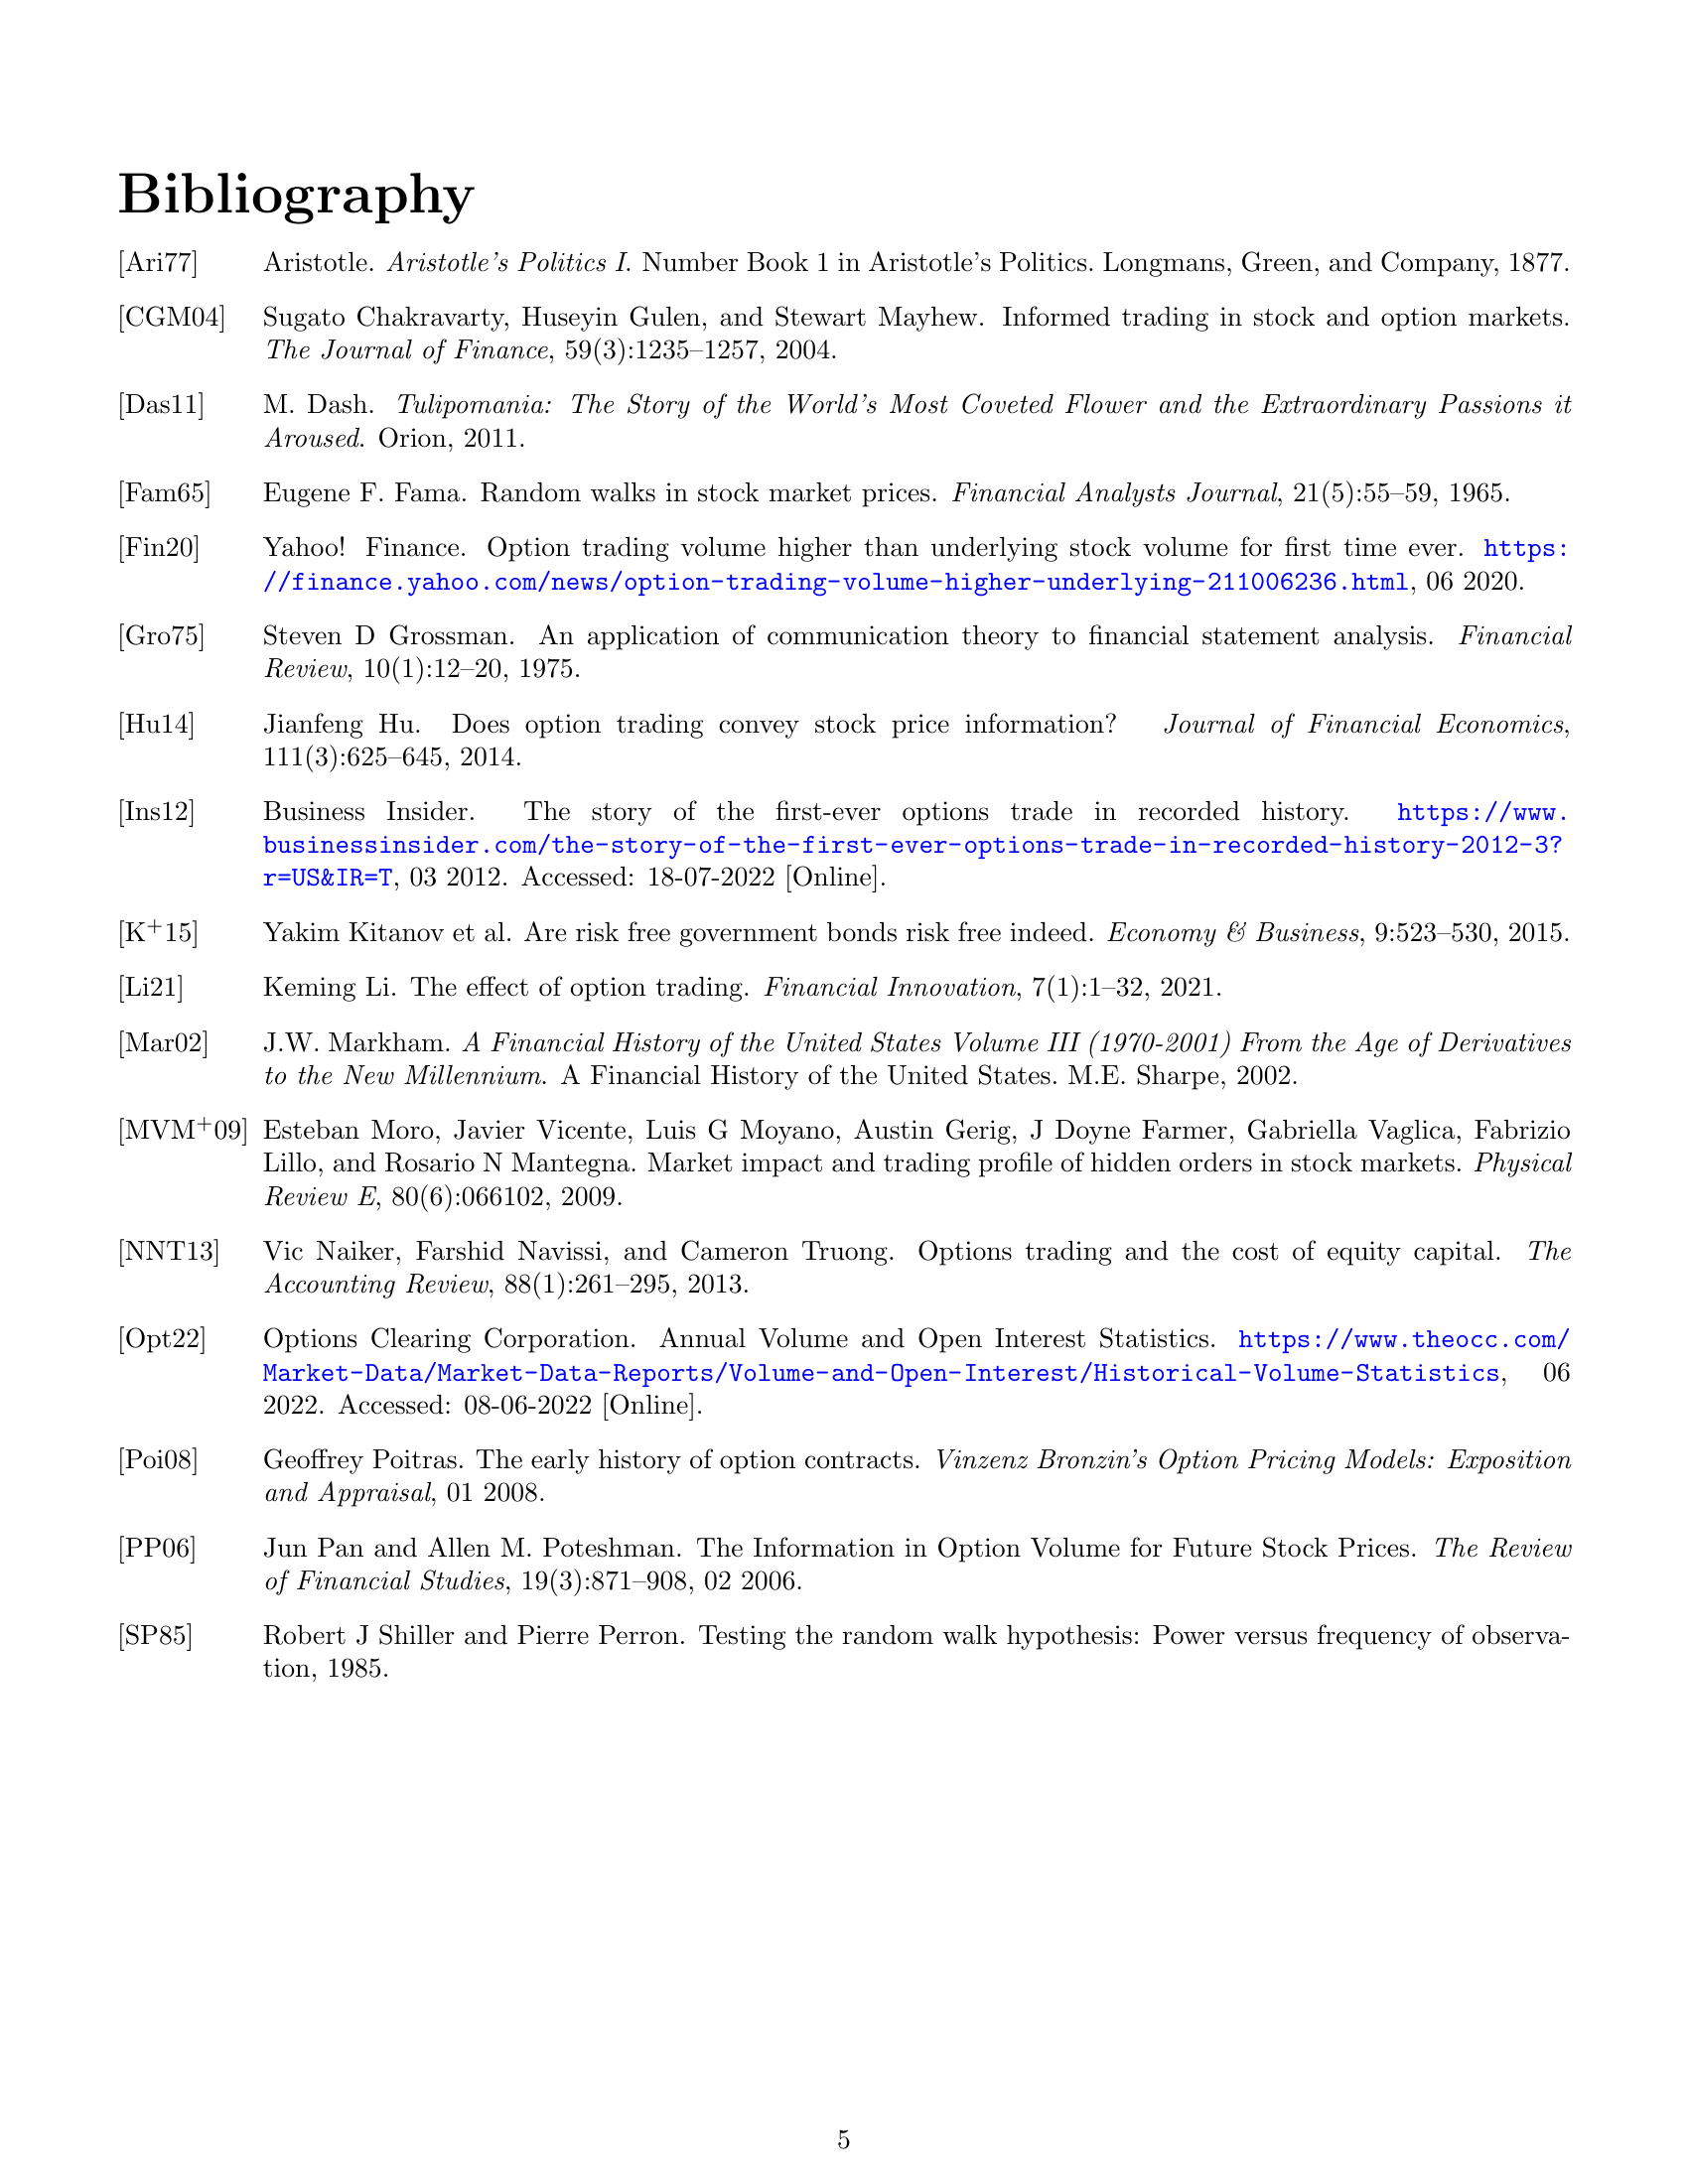 Bibliography
[Ari77] Aristotle. Aristotle's Politics I. Number Book 1 in Aristotle's Politics. Longmans, Green, and Company, 1877.
[CGM04] Sugato Chakravarty, Huseyin Gulen, and Stewart Mayhew. Informed trading in stock and option markets.
The Journal of Finance, 59(3):1235–1257, 2004.
[Das11] M. Dash. Tulipomania: The Story of the World's Most Coveted Flower and the Extraordinary Passions it
Aroused. Orion, 2011.
[Fam65] Eugene F. Fama. Random walks in stock market prices. Financial Analysts Journal, 21(5):55–59, 1965.
[Fin20] Yahoo! Finance. Option trading volume higher than underlying stock volume for first time ever. https:
//finance.yahoo.com/news/option-trading-volume-higher-underlying-211006236.html, 06 2020.
[Gro75] Steven D Grossman. An application of communication theory to financial statement analysis. Financial
Review, 10(1):12–20, 1975.
[Hu14] Jianfeng Hu. Does option trading convey stock price information? Journal of Financial Economics,
111(3):625–645, 2014.
[Ins12] Business Insider. The story of the first-ever options trade in recorded history. https://www.
businessinsider.com/the-story-of-the-first-ever-options-trade-in-recorded-history-2012-3?
r=US&IR=T, 03 2012. Accessed: 18-07-2022 [Online].
[K+15] Yakim Kitanov et al. Are risk free government bonds risk free indeed. Economy & Business, 9:523–530, 2015.
[Li21] Keming Li. The effect of option trading. Financial Innovation, 7(1):1–32, 2021.
[Mar02] J.W. Markham. A Financial History of the United States Volume III (1970-2001) From the Age of Derivatives
to the New Millennium. A Financial History of the United States. M.E. Sharpe, 2002.
[MVM+09] Esteban Moro, Javier Vicente, Luis G Moyano, Austin Gerig, J Doyne Farmer, Gabriella Vaglica, Fabrizio
Lillo, and Rosario N Mantegna. Market impact and trading profile of hidden orders in stock markets. Physical
Review E, 80(6):066102, 2009.
[NNT13] Vic Naiker, Farshid Navissi, and Cameron Truong. Options trading and the cost of equity capital. The
Accounting Review, 88(1):261–295, 2013.
[Opt22] Options Clearing Corporation. Annual Volume and Open Interest Statistics. https://www.theocc.com/
Market-Data/Market-Data-Reports/Volume-and-Open-Interest/Historical-Volume-Statistics, 06
2022. Accessed: 08-06-2022 [Online].
[Poi08] Geoffrey Poitras. The early history of option contracts. Vinzenz Bronzin's Option Pricing Models: Exposition
and Appraisal, 01 2008.
[PP06] Jun Pan and Allen M. Poteshman. The Information in Option Volume for Future Stock Prices. The Review
of Financial Studies, 19(3):871–908, 02 2006.
[SP85] Robert J Shiller and Pierre Perron. Testing the random walk hypothesis: Power versus frequency of observa-
tion, 1985.
5